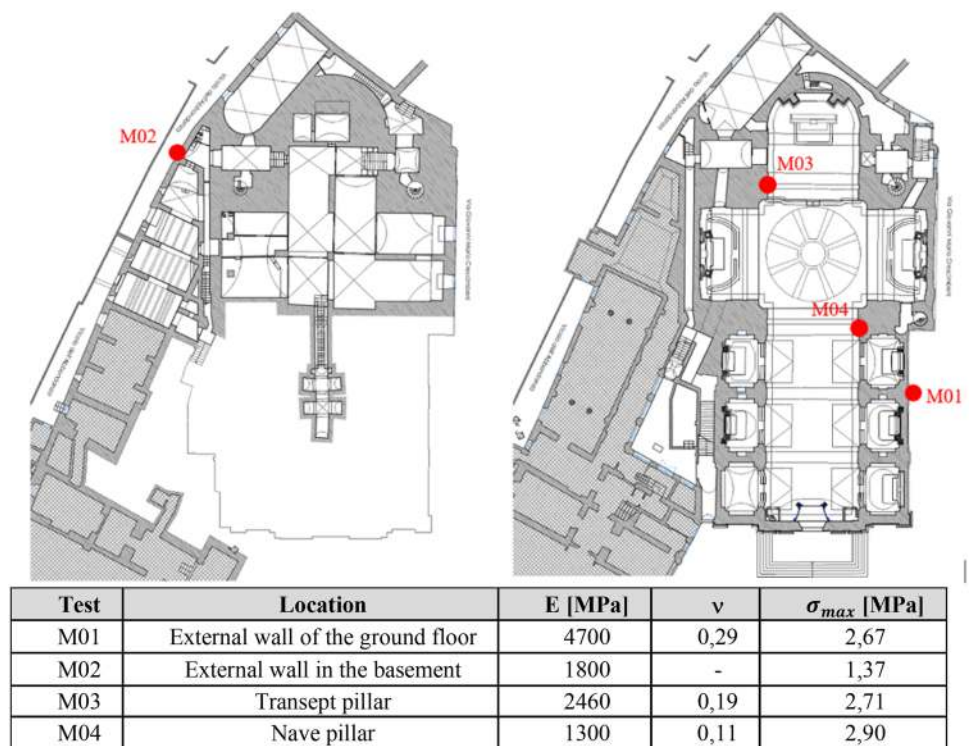 M02
M03
M04
M01
Test Location E [MPa] ν σmax [MPa]
M01 External wall of the ground floor 4700 0,29 2,67
M02 External wall in the basement 1800 - 1,37
M03 Transept pillar 2460 0,19 2,71
M04 Nave pillar 1300 0,11 2,90